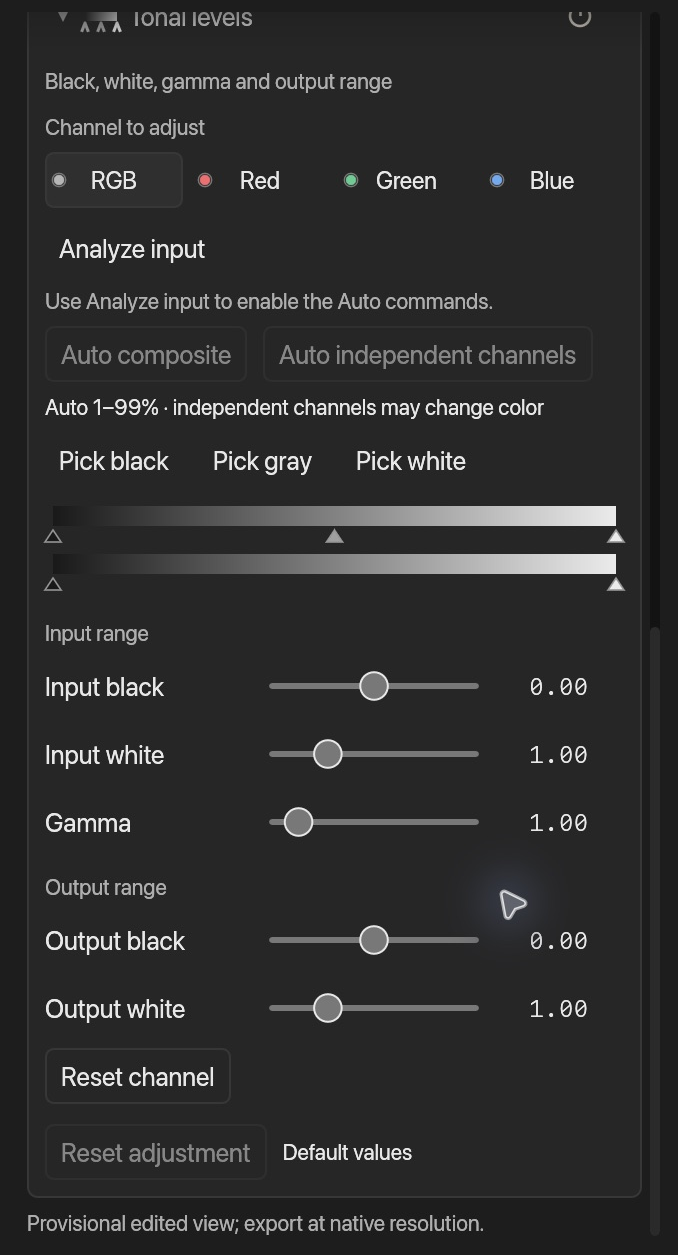 Tonal levels
Black, white, gamma and output range
Channel to adjust
RGB Red Green Blue
Analyze input
Use Analyze input to enable the Auto commands.
Auto composite Auto independent channels
Auto 1–99% · independent channels may change color
Pick black Pick gray Pick white
Input range
Input black 0.00
Input white 1.00
Gamma 1.00
Output range
Output black 0.00
Output white 1.00
Reset channel
Reset adjustment Default values
Provisional edited view; export at native resolution.